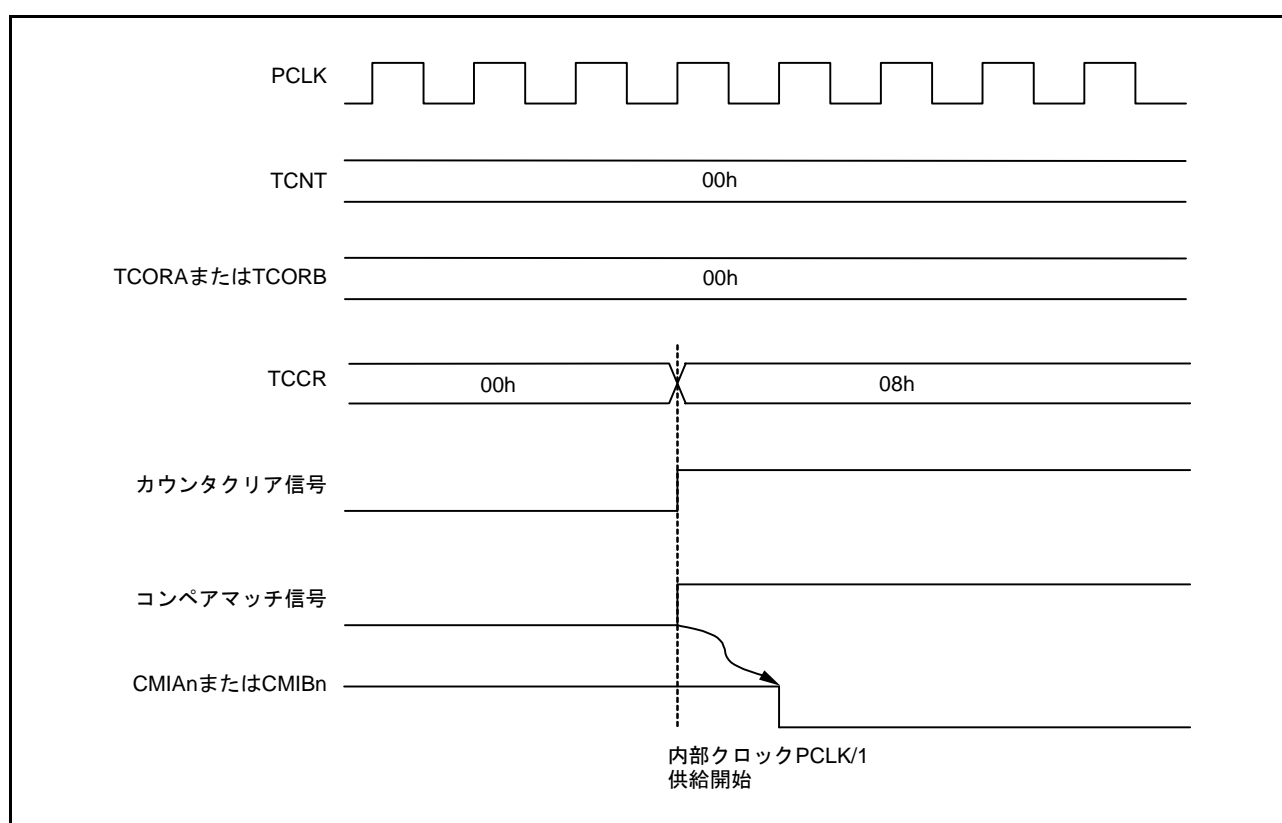 PCLK
TCNT
00h
TCORAまたはTCORB
00h
TCCR
00h
08h
カウンタクリア信号
コンペアマッチ信号
CMIAnまたはCMIBn
内部クロックPCLK/1
供給開始